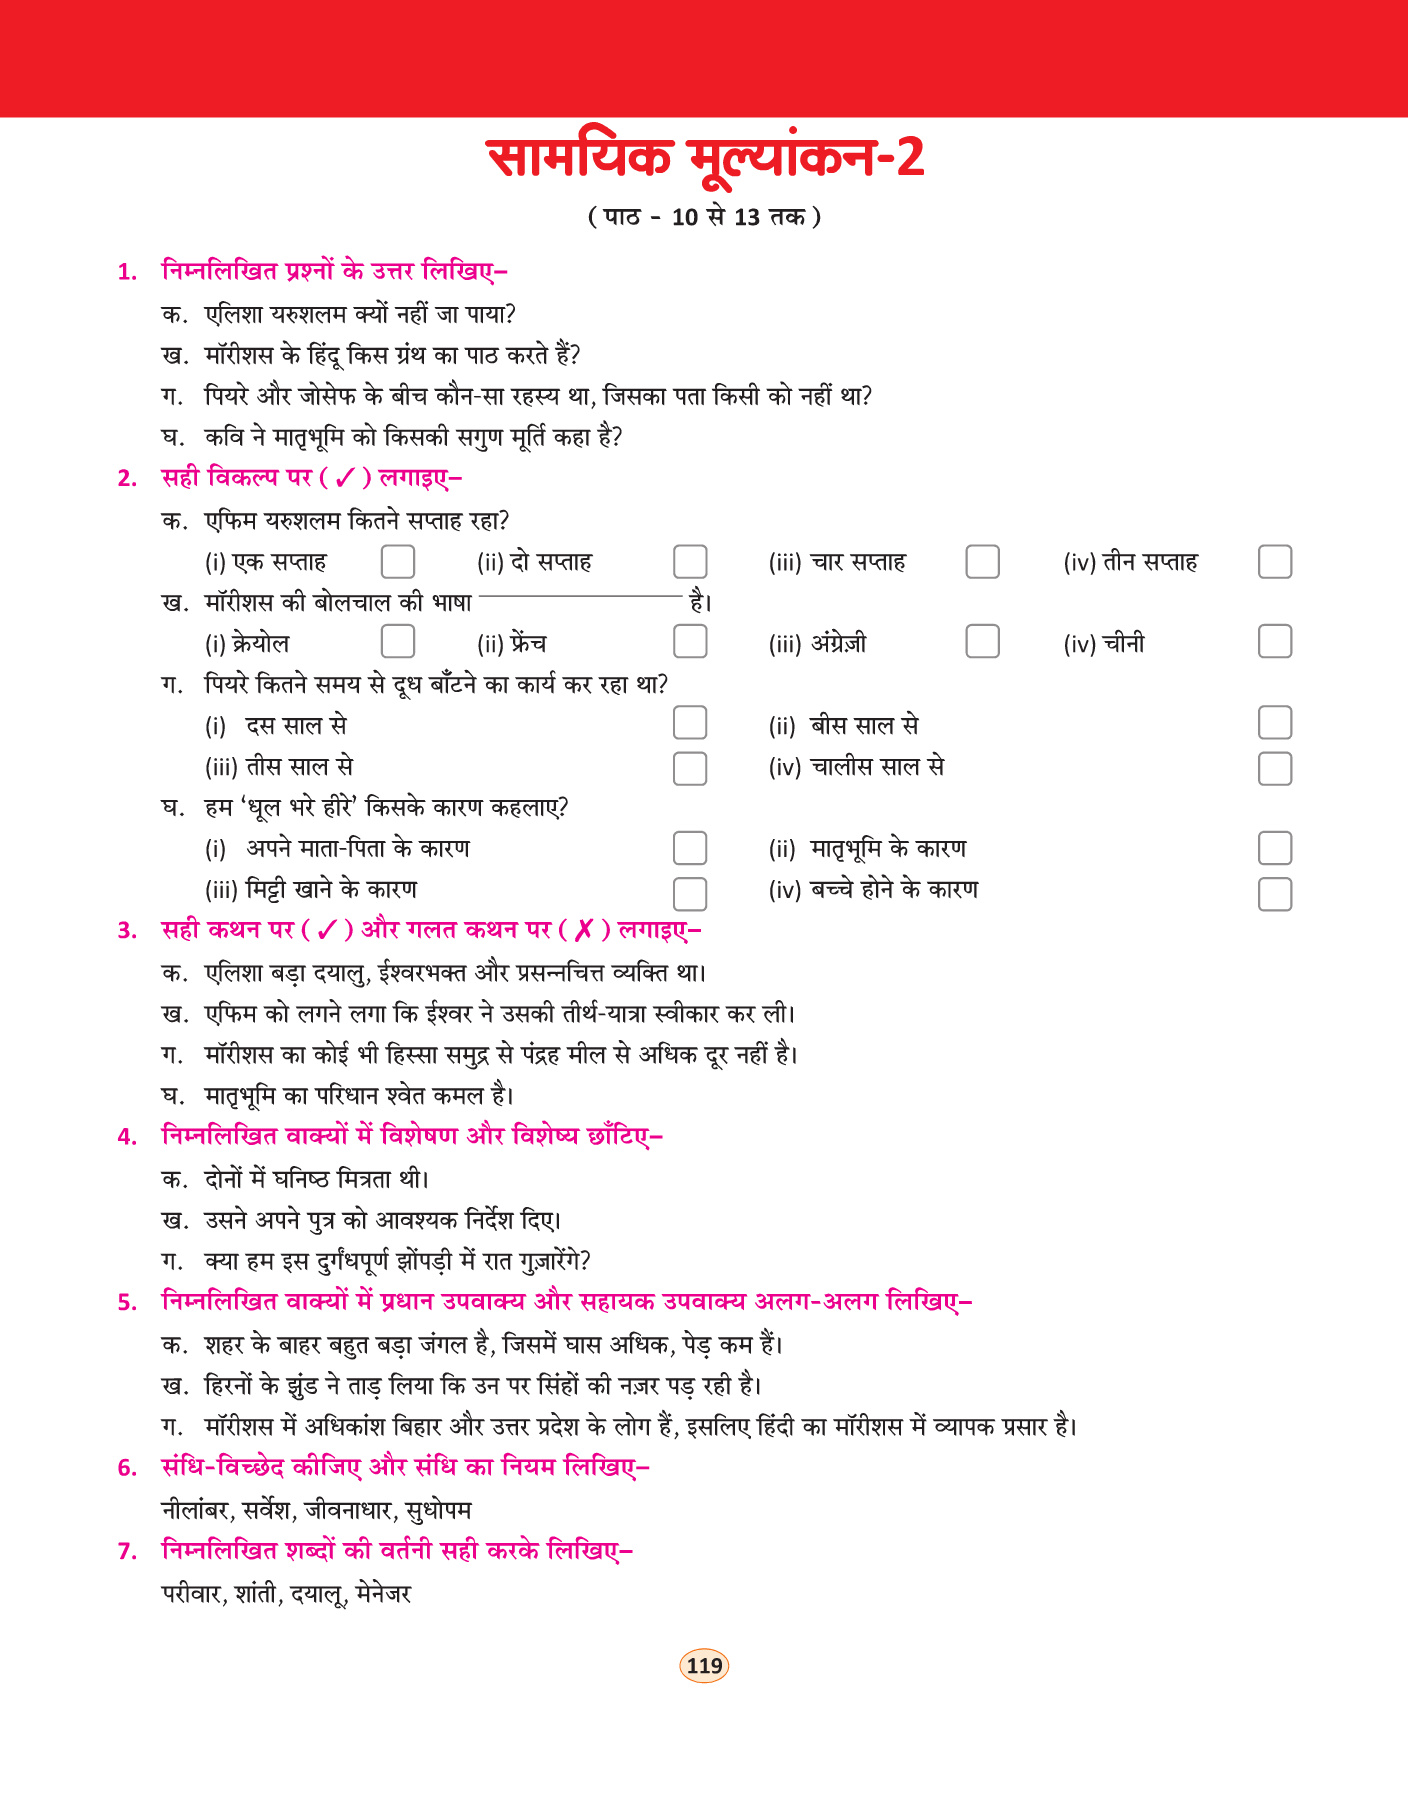 सामयिक मूल्यांकन-2
( पाठ - 10 से 13 तक )
1. निम्नलिखित प्रश्नों के उत्तर लिखिए–
क. एलिशा यरुशलम क्यों नहीं जा पाया?
ख. मॉरीशस के हिंदू किस ग्रंथ का पाठ करते हैं?
ग. पियरे और जोसेफ के बीच कौन-सा रहस्य था, जिसका पता किसी को नहीं था?
घ. कवि ने मातृभूमि को किसकी सगुण मूर्ति कहा है?
2. सही विकल्प पर ( ✓ ) लगाइए–
क. एफिम यरुशलम कितने सप्ताह रहा?
(i) एक सप्ताह (ii) दो सप्ताह (iii) चार सप्ताह (iv) तीन सप्ताह
ख. मॉरीशस की बोलचाल की भाषा ____________ है।
(i) क्रेयोल (ii) फ्रेंच (iii) अंग्रेज़ी (iv) चीनी
ग. पियरे कितने समय से दूध बाँटने का कार्य कर रहा था?
(i) दस साल से (ii) बीस साल से
(iii) तीस साल से (iv) चालीस साल से
घ. हम ‘धूल भरे हीरे’ किसके कारण कहलाए?
(i) अपने माता-पिता के कारण (ii) मातृभूमि के कारण
(iii) मिट्टी खाने के कारण (iv) बच्चे होने के कारण
3. सही कथन पर ( ✓ ) और गलत कथन पर ( ✗ ) लगाइए–
क. एलिशा बड़ा दयालु, ईश्वरभक्त और प्रसन्नचित्त व्यक्ति था।
ख. एफिम को लगने लगा कि ईश्वर ने उसकी तीर्थ-यात्रा स्वीकार कर ली।
ग. मॉरीशस का कोई भी हिस्सा समुद्र से पंद्रह मील से अधिक दूर नहीं है।
घ. मातृभूमि का परिधान श्वेत कमल है।
4. निम्नलिखित वाक्यों में विशेषण और विशेष्य छाँटिए–
क. दोनों में घनिष्ठ मित्रता थी।
ख. उसने अपने पुत्र को आवश्यक निर्देश दिए।
ग. क्या हम इस दुर्गंधपूर्ण झोंपड़ी में रात गुज़ारेंगे?
5. निम्नलिखित वाक्यों में प्रधान उपवाक्य और सहायक उपवाक्य अलग-अलग लिखिए–
क. शहर के बाहर बहुत बड़ा जंगल है, जिसमें घास अधिक, पेड़ कम हैं।
ख. हिरनों के झुंड ने ताड़ लिया कि उन पर सिंहों की नज़र पड़ रही है।
ग. मॉरीशस में अधिकांश बिहार और उत्तर प्रदेश के लोग हैं, इसलिए हिंदी का मॉरीशस में व्यापक प्रसार है।
6. संधि-विच्छेद कीजिए और संधि का नियम लिखिए–
नीलांबर, सर्वेश, जीवनाधार, सुधोपम
7. निम्नलिखित शब्दों की वर्तनी सही करके लिखिए–
परीवार, शांती, दयालू, मेनेजर
119